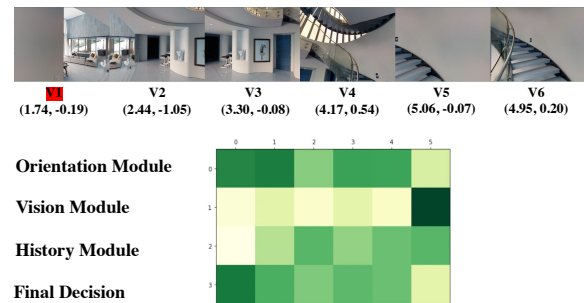 V1 V2 V3 V4 V5 V6
(1.74, -0.19) (2.44, -1.05) (3.30, -0.08) (4.17, 0.54) (5.06, -0.07) (4.95, 0.20)
0 1 2 3 4 5
Orientation Module 0
Vision Module 1
History Module 2
Final Decision 3